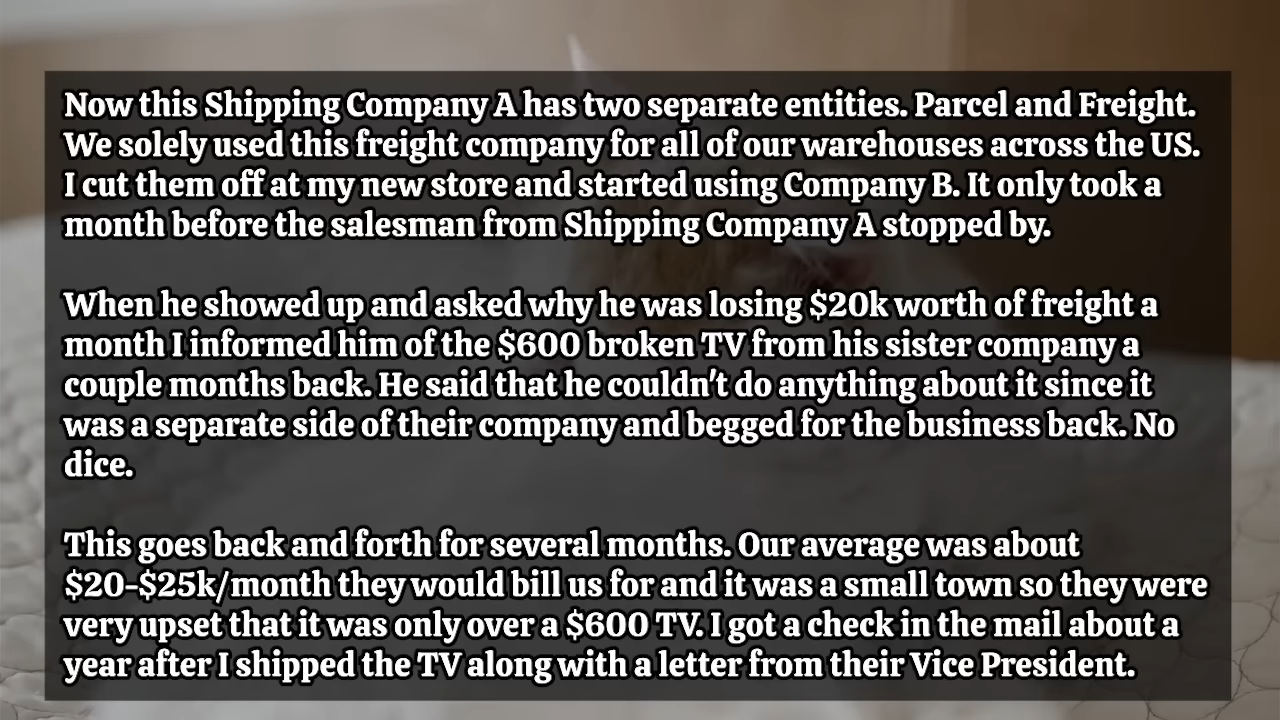 Now this Shipping Company A has two separate entities. Parcel and Freight.
We solely used this freight company for all of our warehouses across the US.
I cut them off at my new store and started using Company B. It only took a
month before the salesman from Shipping Company A stopped by.
When he showed up and asked why he was losing $20k worth of freight a
month I informed him of the $600 broken TV from his sister company a
couple months back. He said that he couldn't do anything about it since it
was a separate side of their company and begged for the business back. No
dice.
This goes back and forth for several months. Our average was about
$20-$25k/month they would bill us for and it was a small town so they were
very upset that it was only over a $600 TV. I got a check in the mail about a
year after I shipped the TV along with a letter from their Vice President.